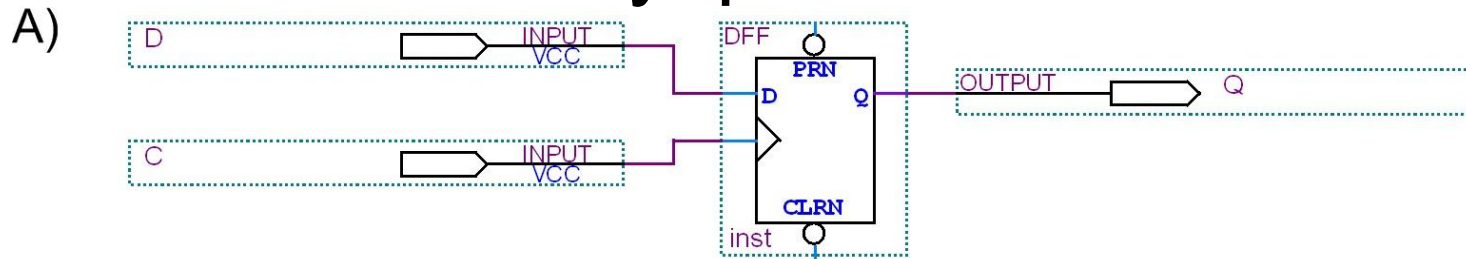 A)
D
INPUT
VCC
DFF
PRN
D
Q
OUTPUT
Q
C
INPUT
VCC
CLRN
inst